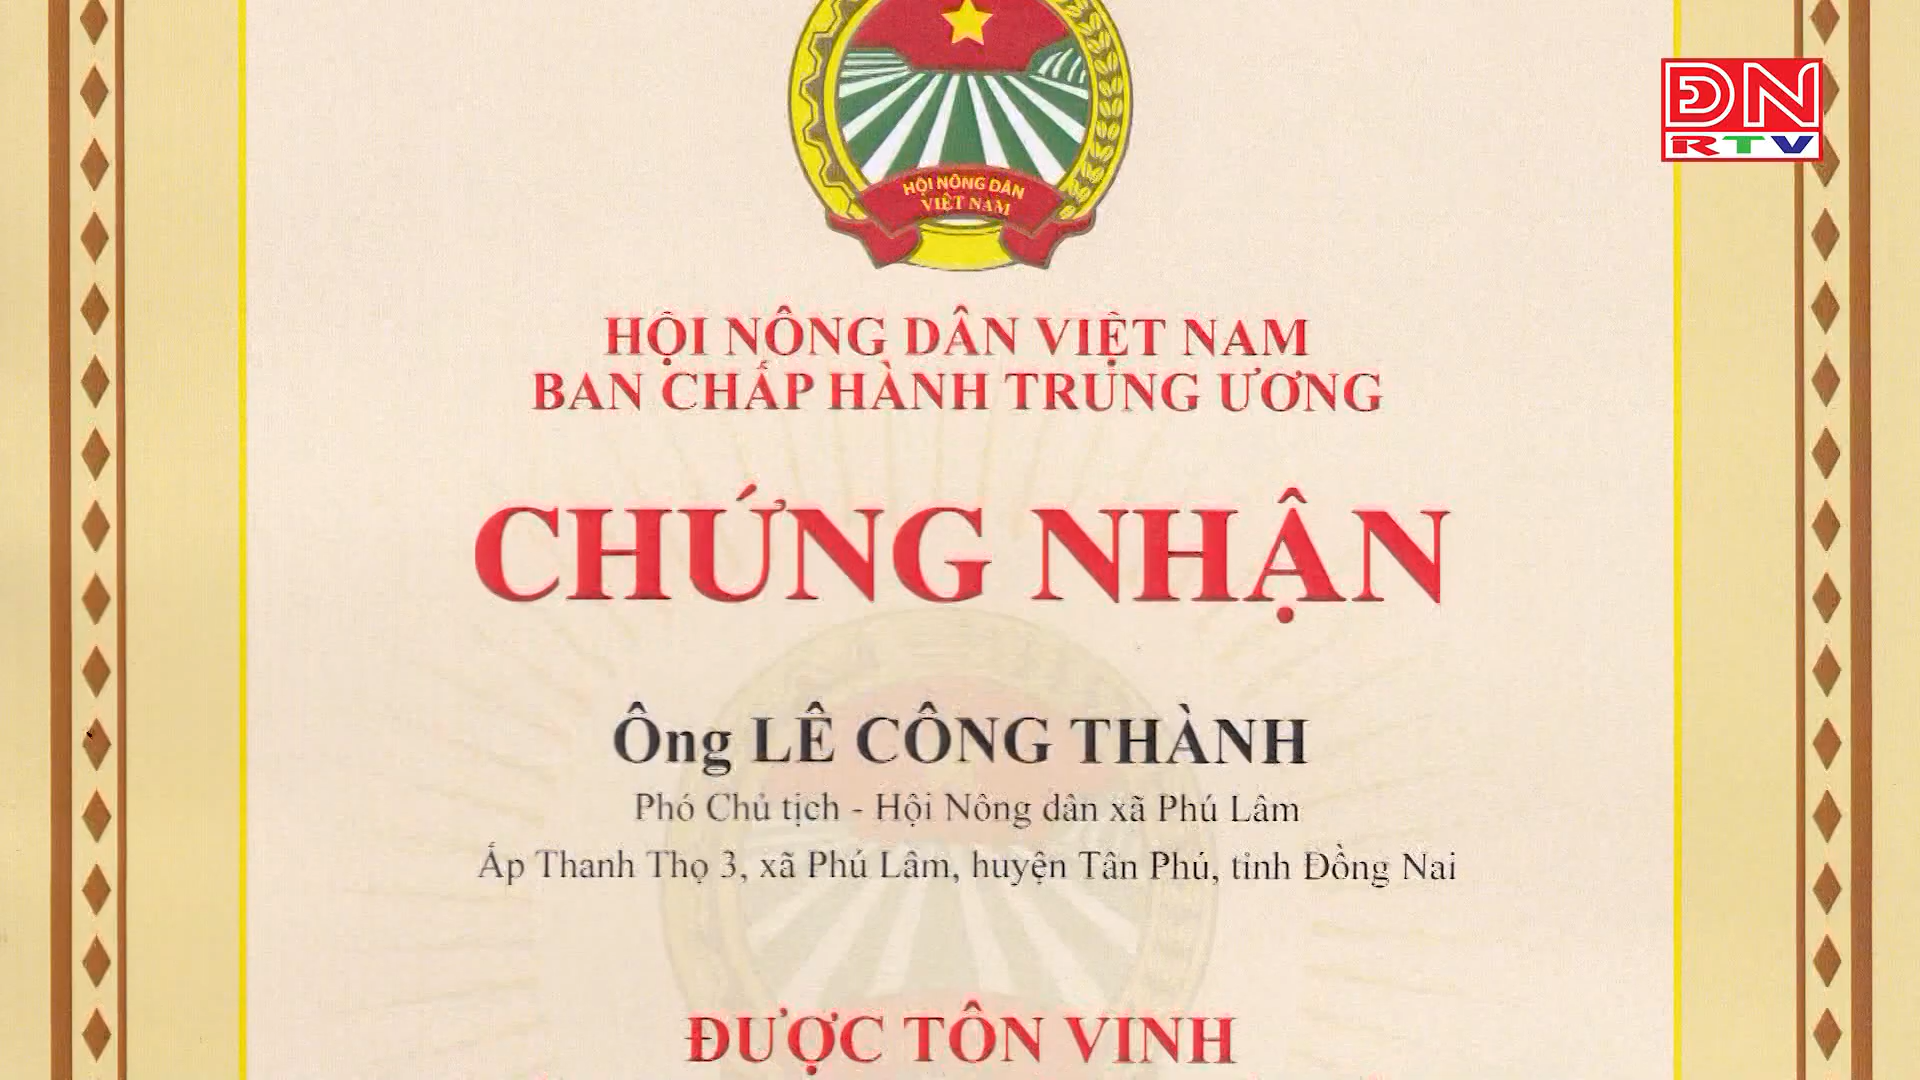 ĐN
RTV
HỘI NÔNG DÂN
VIỆT NAM
HỘI NÔNG DÂN VIỆT NAM
BAN CHẤP HÀNH TRUNG ƯƠNG
CHỨNG NHẬN
Ông LÊ CÔNG THÀNH
Phó Chủ tịch - Hội Nông dân xã Phú Lâm
Ấp Thanh Thọ 3, xã Phú Lâm, huyện Tân Phú, tỉnh Đồng Nai
ĐƯỢC TÔN VINH